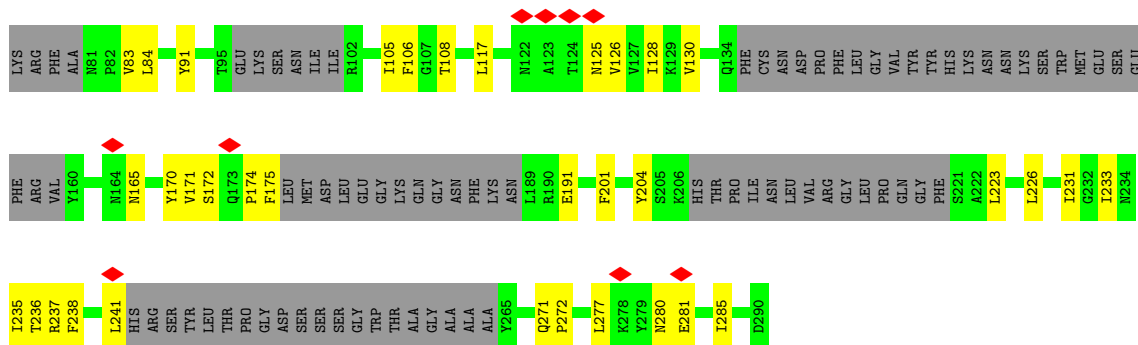 LYS ARG PHE ALA N81 P82 V83 L84 Y91 T95 GLU LYS SER ASN ILE ILE R102 I105 F106 G107 T108 L117 N122 A123 T124 N125 V126 V127 I128 K129 V130 Q134 PHE CYS ASN ASP PRO PHE LEU GLY VAL TYR TYR HIS LYS ASN ASN LYS SER TRP MET GLU SER GLU
PHE ARG VAL Y160 N164 N165 Y170 V171 S172 Q173 P174 F175 LEU MET ASP LEU GLU GLY LYS GLN GLY ASN PHE LYS ASN L189 R190 E191 F201 Y204 S205 K206 HIS THR PRO ILE ASN LEU VAL ARG GLY LEU PRO GLN GLY PHE S221 A222 L223 L226 I231 G232 I233 N234
I235 T236 R237 F238 L241 HIS ARG SER TYR LEU THR PRO GLY ASP SER SER SER GLY TRP THR ALA GLY ALA ALA ALA Y265 Q271 P272 L277 K278 Y279 N280 E281 I285 D290